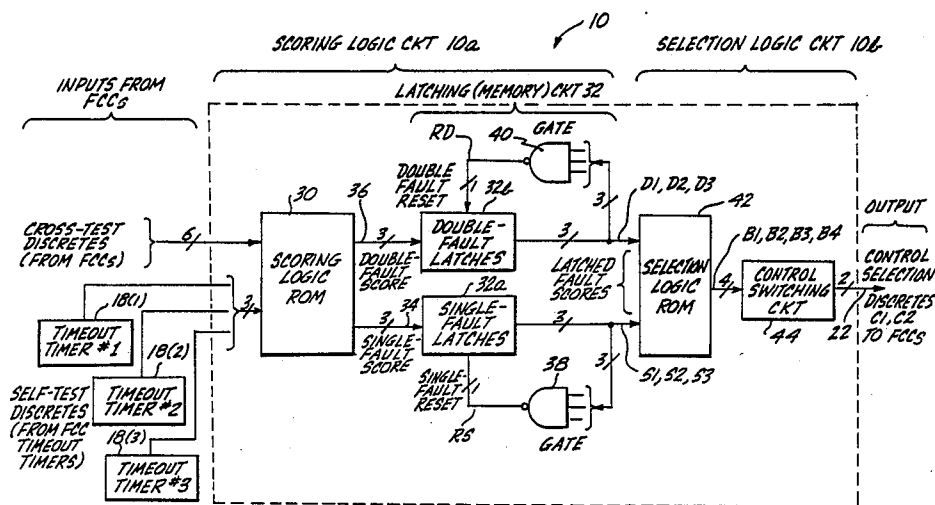 10
SCORING LOGIC CKT 10a
SELECTION LOGIC CKT 10b
INPUTS FROM
FCCs
LATCHING (MEMORY) CKT 32
RD
40
GATE
DOUBLE
FAULT
RESET
1
3
D1, D2, D3
30
36
32b
42
CROSS-TEST
DISCRETES
(FROM FCCs)
6
SCORING
LOGIC
ROM
3
DOUBLE-
FAULT
SCORE
DOUBLE-
FAULT
LATCHES
3
LATCHED
FAULT
SCORES
SELECTION
LOGIC
ROM
B1, B2, B3, B4
4
CONTROL
SWITCHING
CKT
44
2
22
OUTPUT
CONTROL
SELECTION
DISCRETES
C1, C2
TO FCCs
3
34
SINGLE-
FAULT
SCORE
32a
SINGLE-
FAULT
LATCHES
3
S1, S2, S3
3
SINGLE-
FAULT
RESET
1
RS
38
GATE
3
18(1)
TIMEOUT
TIMER #1
18(2)
TIMEOUT
TIMER #2
18(3)
TIMEOUT
TIMER #3
SELF-TEST
DISCRETES
(FROM FCC
TIMEOUT
TIMERS)